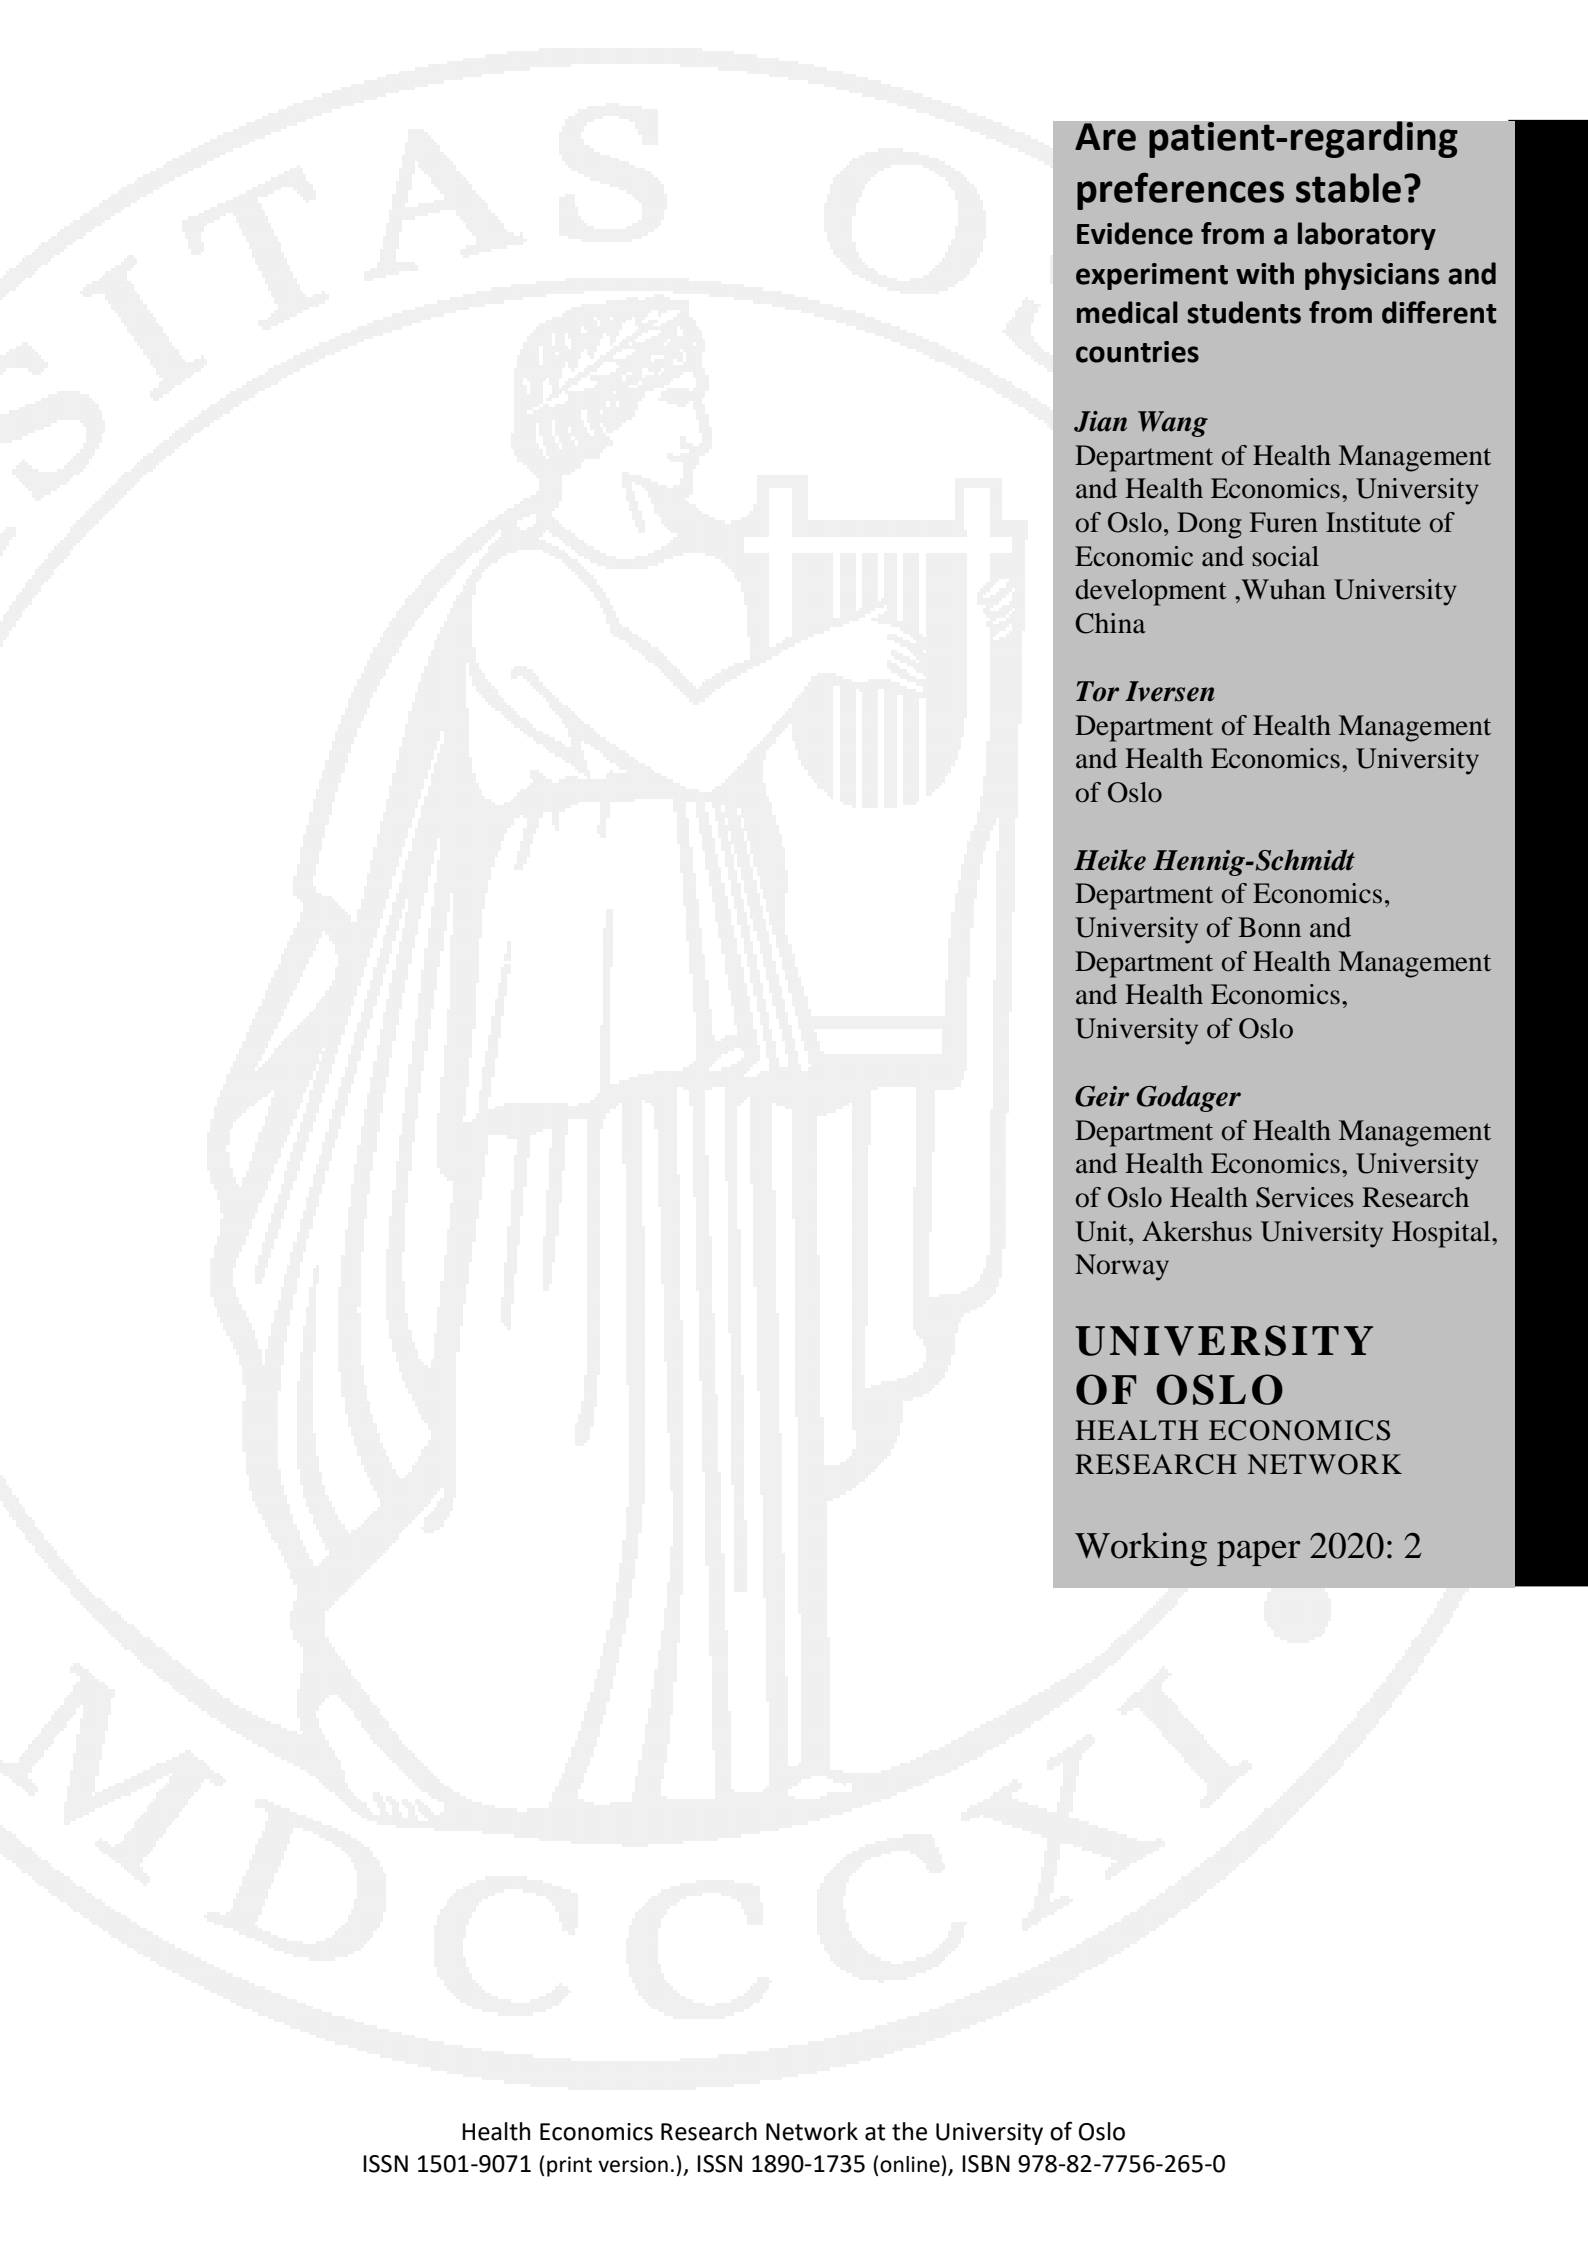 SITAS O
Are patient-regarding
preferences stable?
Evidence from a laboratory
experiment with physicians and
medical students from different
countries
Jian Wang
Department of Health Management
and Health Economics, University
of Oslo, Dong Furen Institute of
Economic and social
development ,Wuhan University
China
Tor Iversen
Department of Health Management
and Health Economics, University
of Oslo
Heike Hennig-Schmidt
Department of Economics,
University of Bonn and
Department of Health Management
and Health Economics,
University of Oslo
Geir Godager
Department of Health Management
and Health Economics, University
of Oslo Health Services Research
Unit, Akershus University Hospital,
Norway
UNIVERSITY
OF OSLO
HEALTH ECONOMICS
RESEARCH NETWORK
Working paper 2020: 2
MDCCCXI
Health Economics Research Network at the University of Oslo
ISSN 1501-9071 (print version.), ISSN 1890-1735 (online), ISBN 978-82-7756-265-0